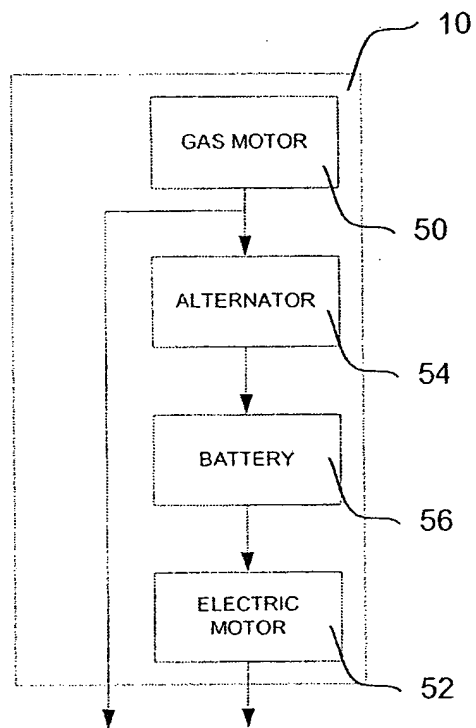 10
GAS MOTOR
50
ALTERNATOR
54
BATTERY
56
ELECTRIC
MOTOR
52